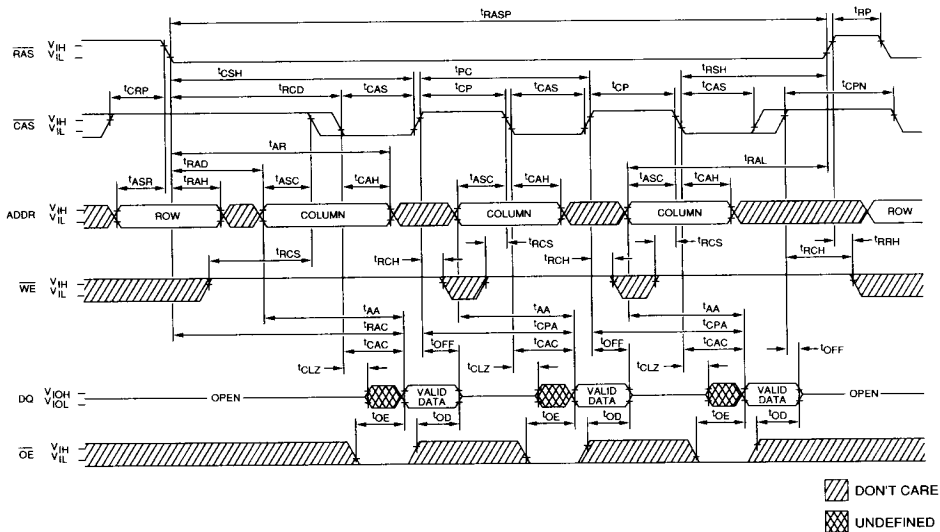 tRASP tRP
RAS VIH
VIL
tCSH tPC tRSH
tCRP tRCD tCAS tCP tCAS tCP tCAS tCPN
CAS VIH
VIL
tAR
tRAD tRAL
tASR tRAH tASC tCAH tASC tCAH tASC tCAH
ADDR VIH
VIL
ROW COLUMN COLUMN COLUMN ROW
tRCS tRCH tRCS tRCH tRCS tRCH tRRH
WE VIH
VIL
tAA tAA tAA
tRAC tCPA tCPA
tCAC tOFF tCAC tOFF tCAC tOFF
tCLZ tCLZ tCLZ
DQ VIOH
VIOL
OPEN VALID DATA VALID DATA VALID DATA OPEN
tOE tOD tOE tOD tOE tOD
OE VIH
VIL
DON'T CARE
UNDEFINED